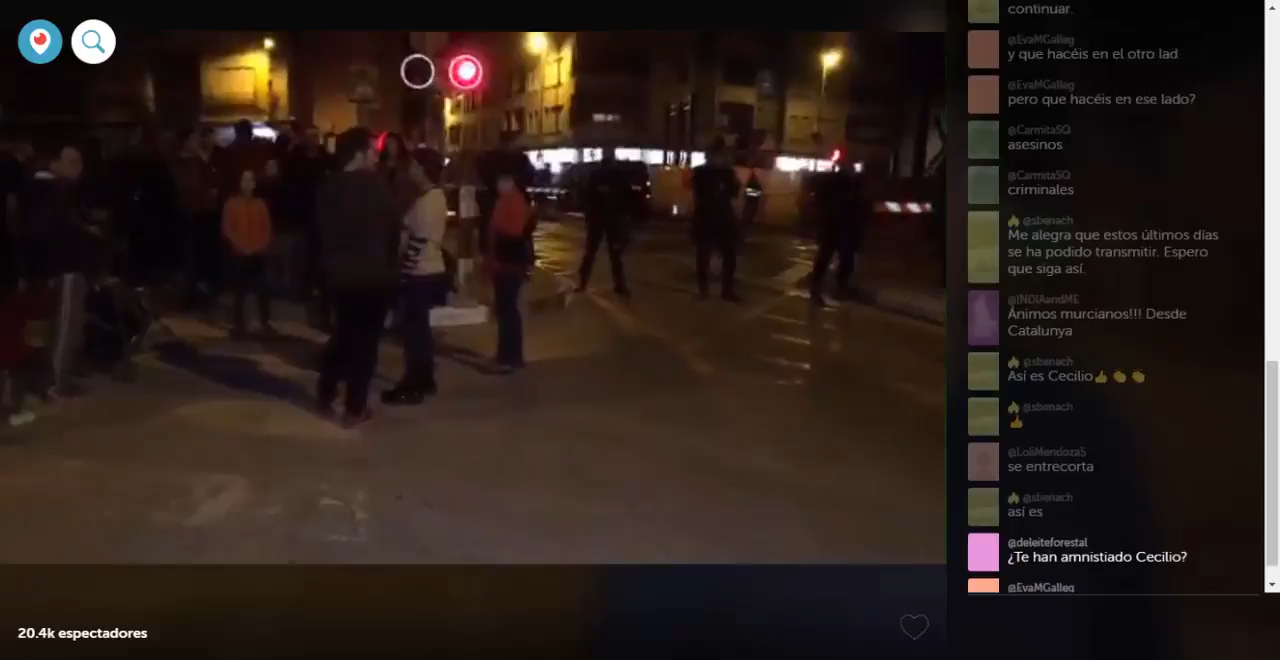 continuar.
@EvaMGalleg
y que hacéis en el otro lad
@EvaMGalleg
pero que hacéis en ese lado?
@CarmitaSO
asesinos
@CarmitaSO
criminales
@sbenach
Me alegra que estos últimos días
se ha podido transmitir. Espero
que siga así.
@INDIAandME
Ánimos murcianos!!! Desde
Catalunya
@sbenach
Así es Cecilio👍👏👏
@sbenach
👍
@LoliMendoza5
se entrecorta
@sbenach
así es
@deleiteforestal
¿Te han amnistiado Cecilio?
@EvaMGalleg
20.4k espectadores